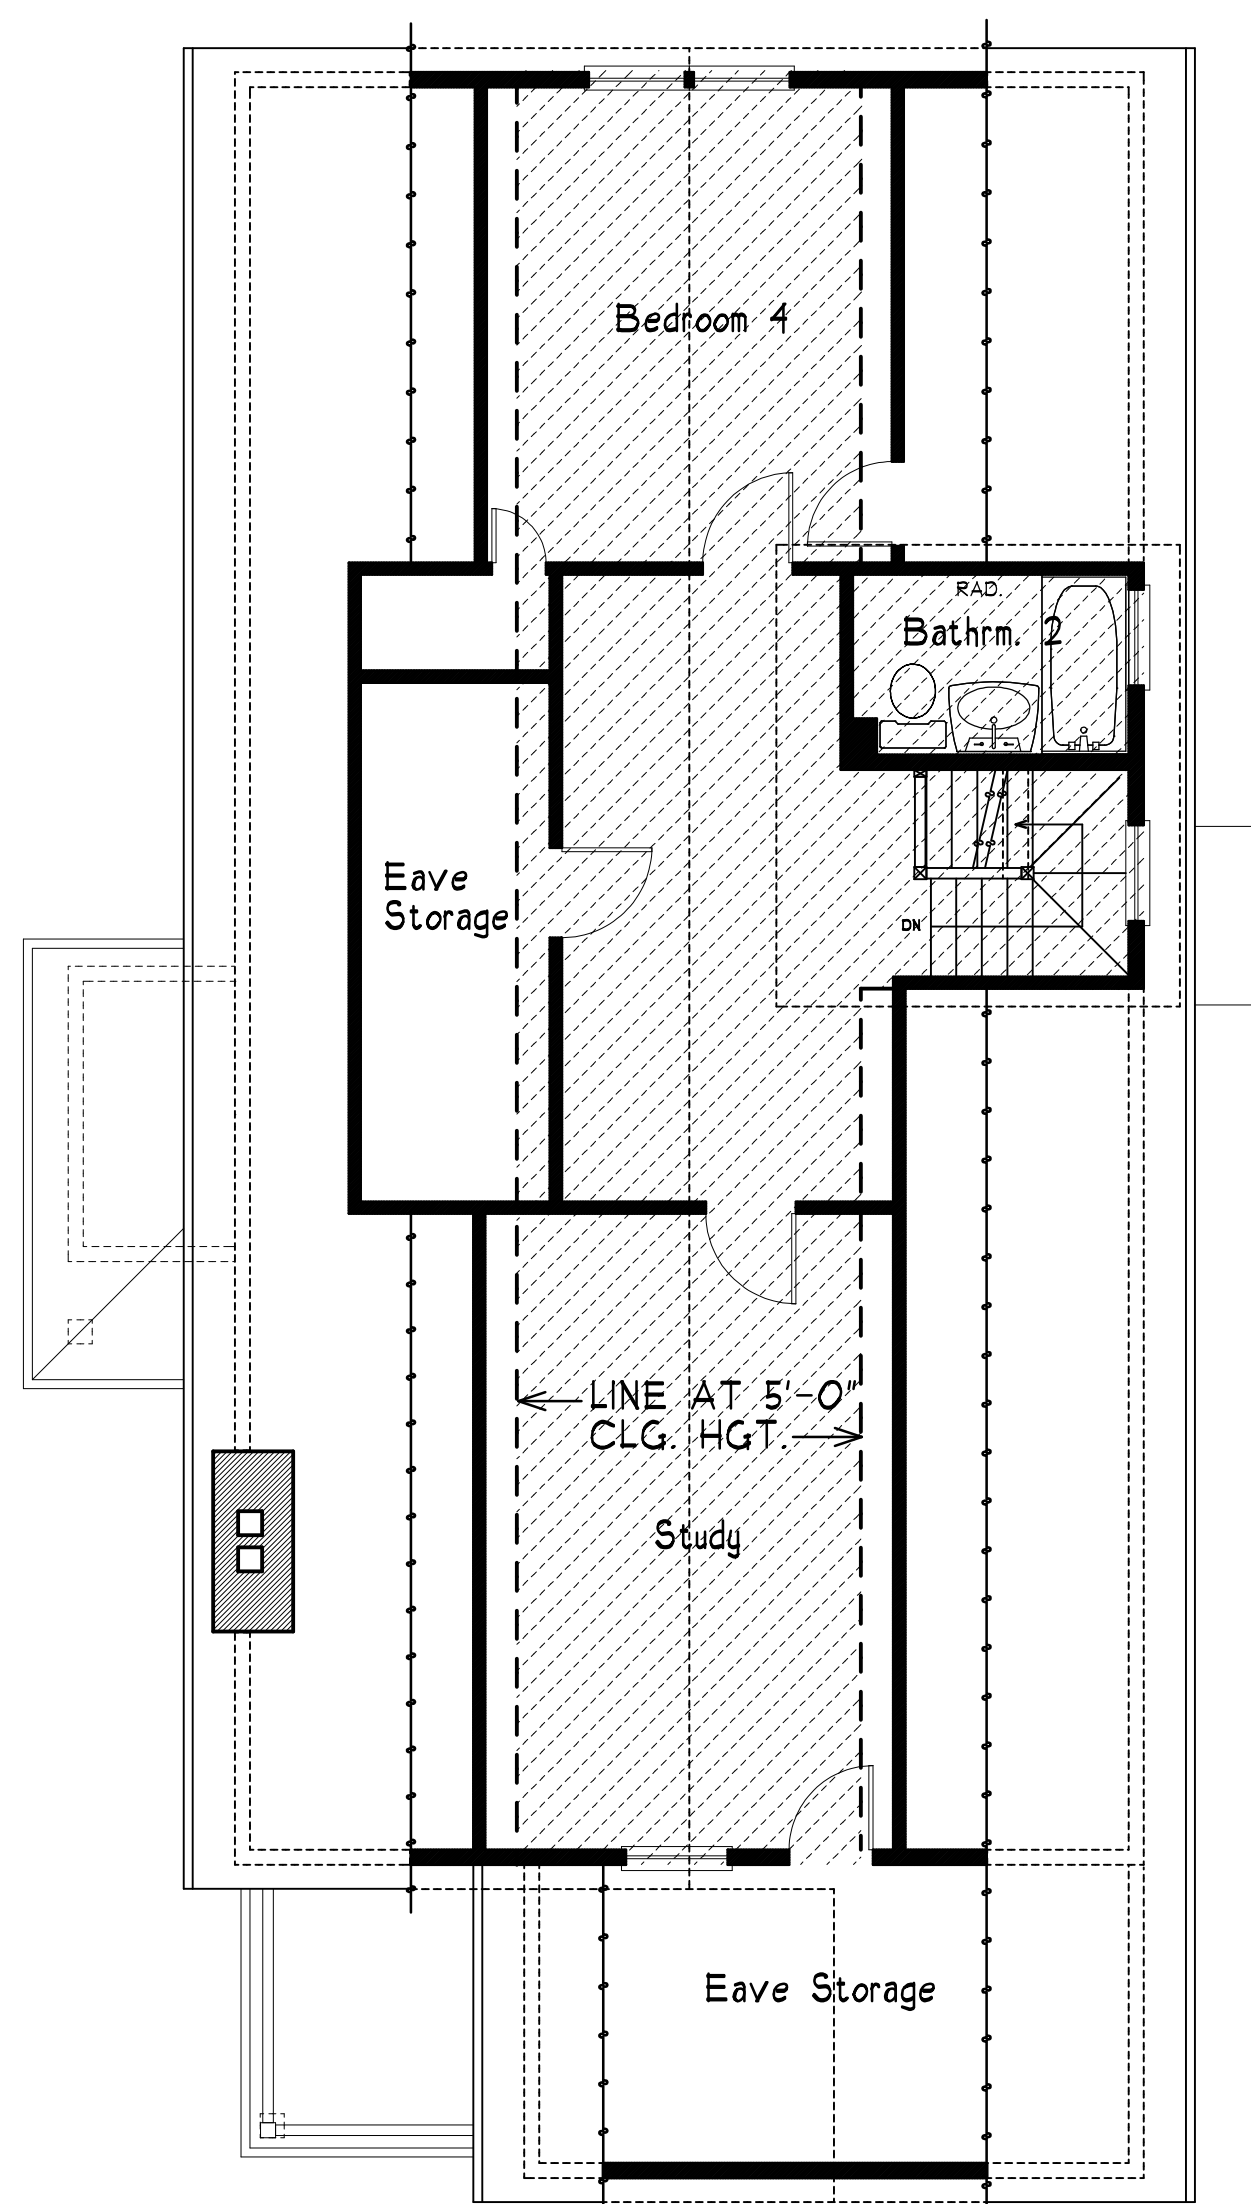 Bedroom 4
RAD.
Bathrm. 2
Eave
Storage
DN
LINE AT 5'-0"
CLG. HGT.
Study
Eave Storage